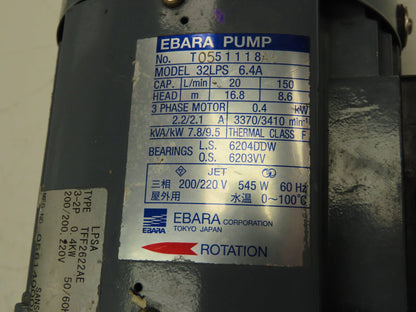 EBARA PUMP
No. T0551118
MODEL 32LPS 6.4A
CAP. L/min 20 150
HEAD m 16.8 8.6
3 PHASE MOTOR 0.4 kW
2.2/2.1 A 3370/3410 min⁻¹
kVA/kW 7.8/9.5 THERMAL CLASS F
BEARINGS L.S. 6204DDW
O.S. 6203VV
JET
三相 200/220 V 545 W 60 Hz
屋外用 水温 0~100℃
EBARA CORPORATION
EBARA TOKYO JAPAN
ROTATION
TYPE TFF2622AE
3-2P 0.4KW 50/60
200/200.220V